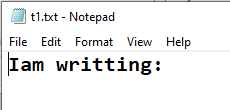 t1.txt - Notepad
File Edit Format View Help
Iam writting: